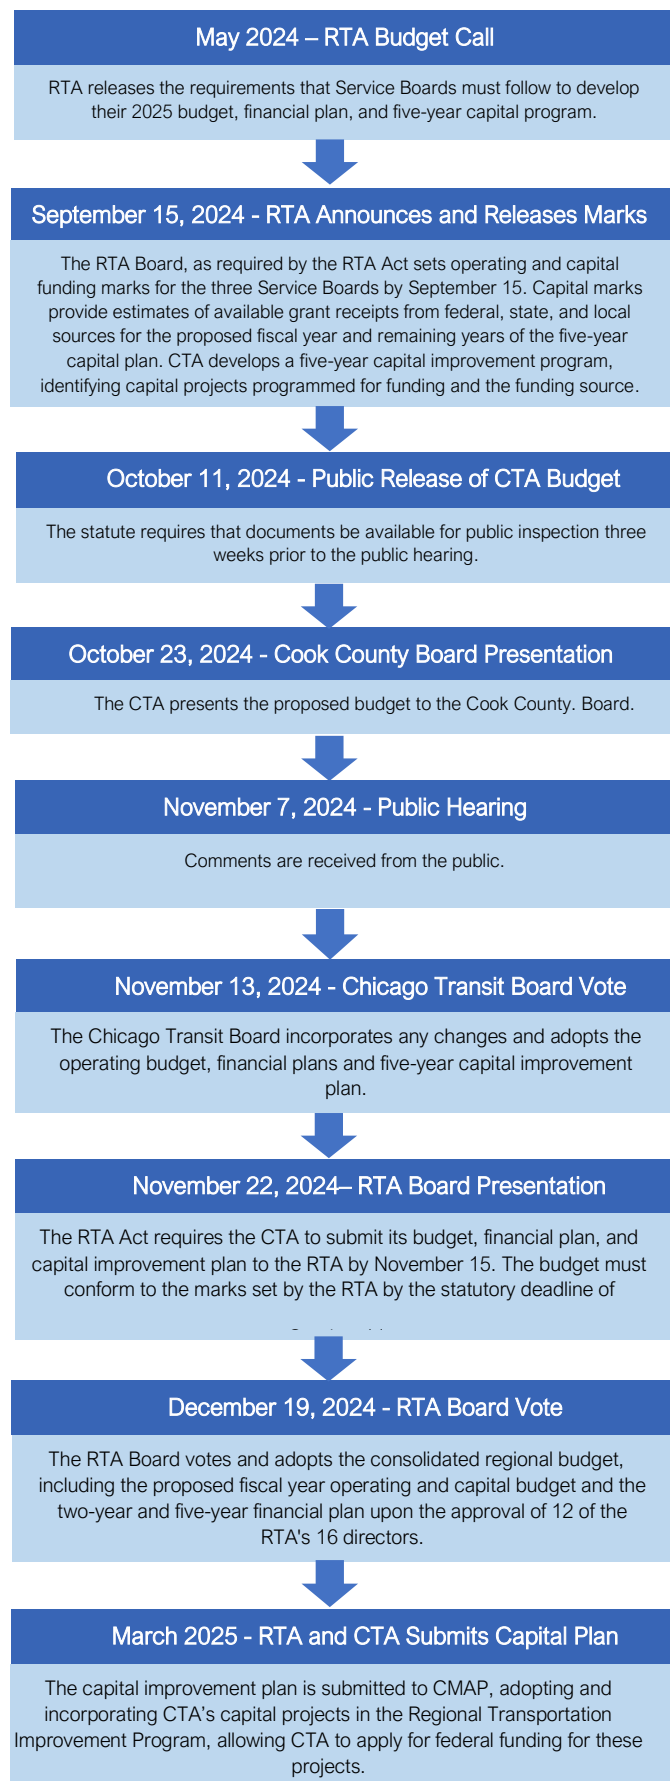 May 2024 – RTA Budget Call
RTA releases the requirements that Service Boards must follow to develop
their 2025 budget, financial plan, and five-year capital program.
September 15, 2024 - RTA Announces and Releases Marks
The RTA Board, as required by the RTA Act sets operating and capital
funding marks for the three Service Boards by September 15. Capital marks
provide estimates of available grant receipts from federal, state, and local
sources for the proposed fiscal year and remaining years of the five-year
capital plan. CTA develops a five-year capital improvement program,
identifying capital projects programmed for funding and the funding source.
October 11, 2024 - Public Release of CTA Budget
The statute requires that documents be available for public inspection three
weeks prior to the public hearing.
October 23, 2024 - Cook County Board Presentation
The CTA presents the proposed budget to the Cook County. Board.
November 7, 2024 - Public Hearing
Comments are received from the public.
November 13, 2024 - Chicago Transit Board Vote
The Chicago Transit Board incorporates any changes and adopts the
operating budget, financial plans and five-year capital improvement
plan.
November 22, 2024– RTA Board Presentation
The RTA Act requires the CTA to submit its budget, financial plan, and
capital improvement plan to the RTA by November 15. The budget must
conform to the marks set by the RTA by the statutory deadline of
December 19, 2024 - RTA Board Vote
The RTA Board votes and adopts the consolidated regional budget,
including the proposed fiscal year operating and capital budget and the
two-year and five-year financial plan upon the approval of 12 of the
RTA's 16 directors.
March 2025 - RTA and CTA Submits Capital Plan
The capital improvement plan is submitted to CMAP, adopting and
incorporating CTA’s capital projects in the Regional Transportation
Improvement Program, allowing CTA to apply for federal funding for these
projects.